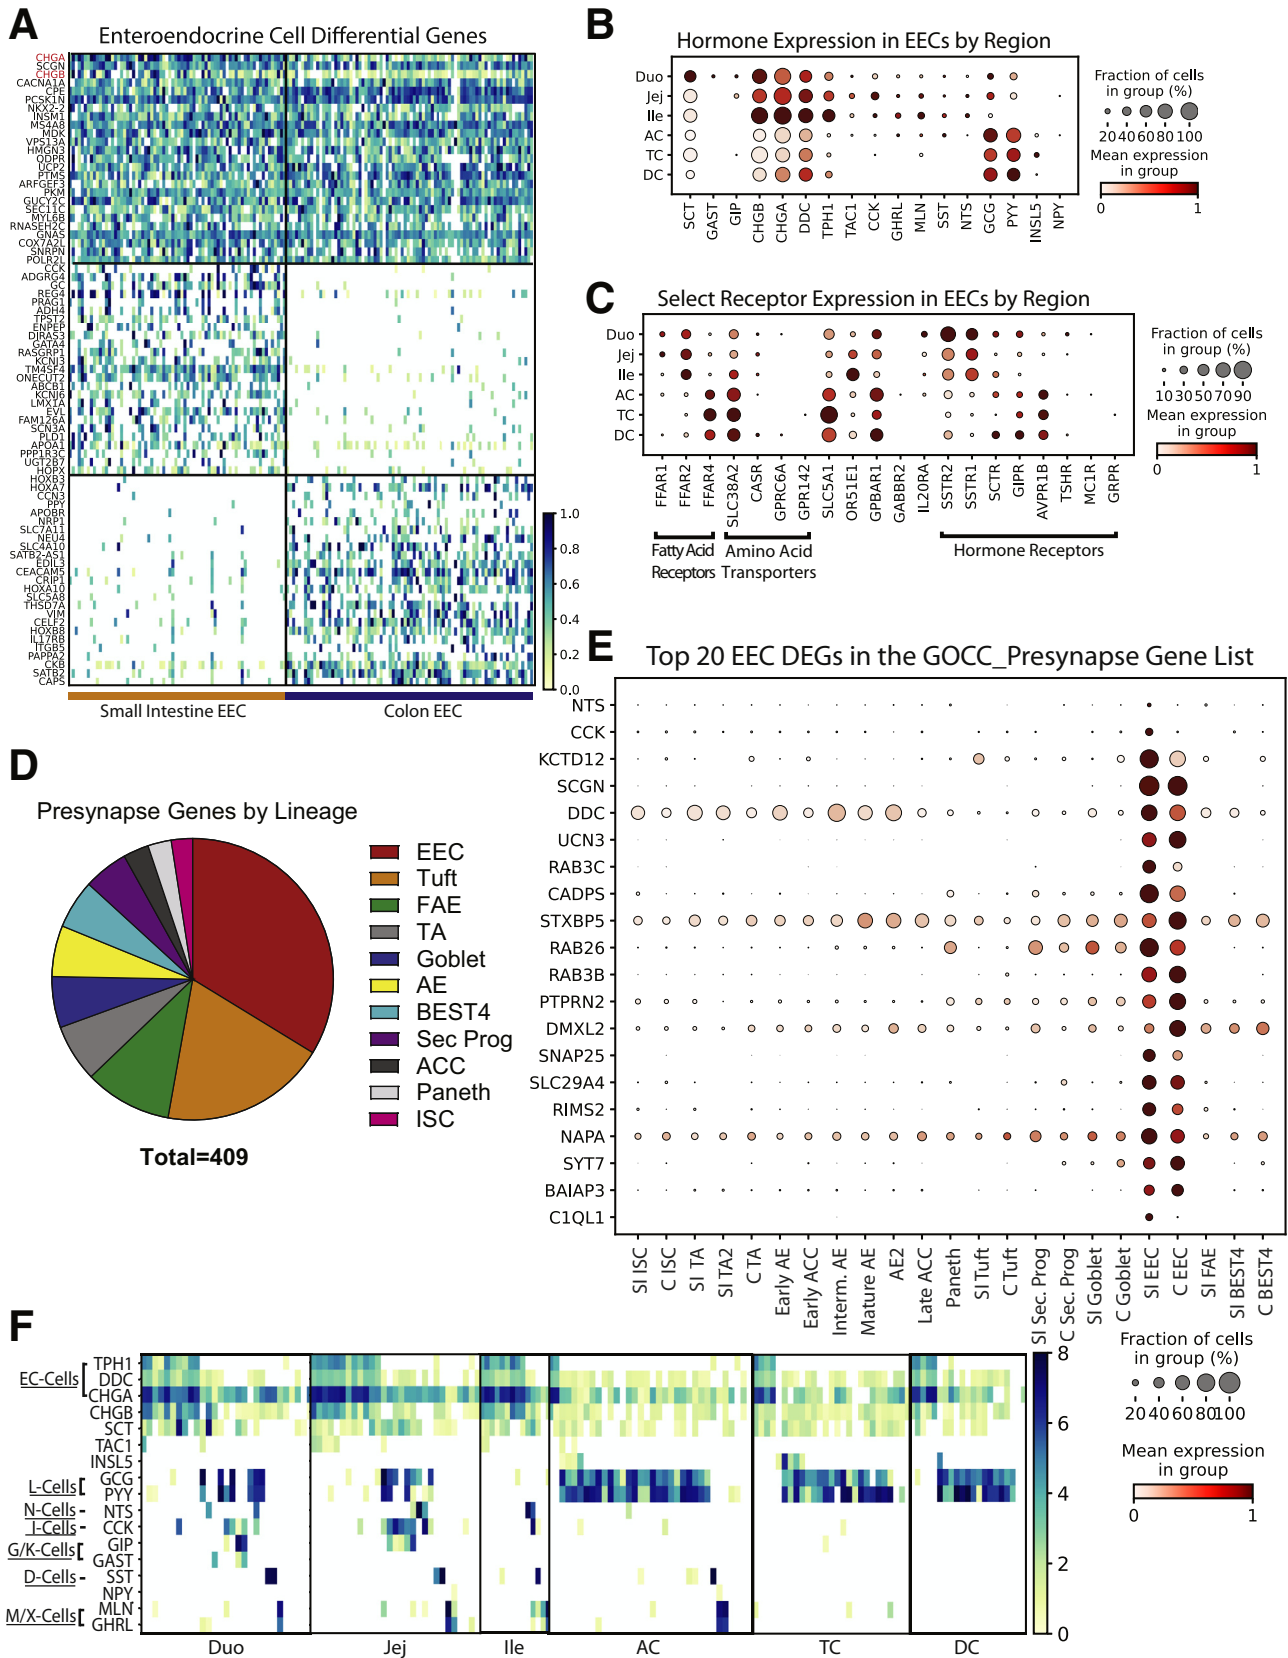 A
Enteroendocrine Cell Differential Genes
CHGA
SCGN
CHGB
CACNA1A
CPE
PCSK1N
NKX2-2
INSM1
MS4A8
MDK
VPS13A
HMGN3
QDPR
UCP2
PTMS
ARFGEF3
PKM
GUCY2C
SEC11C
MYL6B
RNASEH2C
GNAS
COX7A2L
SNRPN
POLR2L
CCK
ADGRG4
GC
REG4
PRAG1
ADH4
TPST2
ENPEP
DIRAS3
GATA4
RASGRP1
KCNJ3
TM4SF4
ONECUT2
ABCB1
KCNJ6
LMX1A
EVL
FAM126A
SCN3A
PLD1
APOA1
PPP1R3C
UGT2B7
HOPX
HOXB3
HOXA7
CCN3
PPY
APOBR
NRP1
SLC7A11
NEU4
SLC4A10
SATB2-AS1
EDIL3
CEACAM5
CRIP1
HOXA10
SLC5A8
THSD7A
VIM
CELF2
HOXB8
IL17RB
ITGB5
PAPPA2
CKB
SATB2
CAPS
1.0
0.8
0.6
0.4
0.2
0.0
Small Intestine EEC
Colon EEC
B
Hormone Expression in EECs by Region
Duo
Jej
Ile
AC
TC
DC
SCT
GAST
GIP
CHGB
CHGA
DDC
TPH1
TAC1
CCK
GHRL
MLN
SST
NTS
GCG
PYY
INSL5
NPY
Fraction of cells
in group (%)
20 40 60 80 100
Mean expression
in group
0 1
C
Select Receptor Expression in EECs by Region
Duo
Jej
Ile
AC
TC
DC
FFAR1
FFAR2
FFAR4
SLC38A2
CASR
GPRC6A
GPR142
SLC5A1
OR51E1
GPBAR1
GABBR2
IL20RA
SSTR2
SSTR1
SCTR
GIPR
AVPR1B
TSHR
MC1R
GRPR
Fatty Acid
Receptors
Amino Acid
Transporters
Hormone Receptors
Fraction of cells
in group (%)
10 30 50 70 90
Mean expression
in group
0 1
D
Presynapse Genes by Lineage
EEC
Tuft
FAE
TA
Goblet
AE
BEST4
Sec Prog
ACC
Paneth
ISC
Total=409
E
Top 20 EEC DEGs in the GOCC_Presynapse Gene List
NTS
CCK
KCTD12
SCGN
DDC
UCN3
RAB3C
CADPS
STXBP5
RAB26
RAB3B
PTPRN2
DMXL2
SNAP25
SLC29A4
RIMS2
NAPA
SYT7
BAIAP3
C1QL1
SI ISC
C ISC
SI TA
SI TA2
C TA
Early AE
Early ACC
Interm. AE
Mature AE
AE2
Late ACC
Paneth
SI Tuft
C Tuft
SI Sec. Prog
C Sec. Prog
SI Goblet
C Goblet
SI EEC
C EEC
SI FAE
SI BEST4
C BEST4
Fraction of cells
in group (%)
20 40 60 80 100
Mean expression
in group
0 1
F
EC-Cells
L-Cells
N-Cells
I-Cells
G/K-Cells
D-Cells
M/X-Cells
TPH1
DDC
CHGA
CHGB
SCT
TAC1
INSL5
GCG
PYY
NTS
CCK
GIP
GAST
SST
NPY
MLN
GHRL
Duo
Jej
Ile
AC
TC
DC
8
6
4
2
0